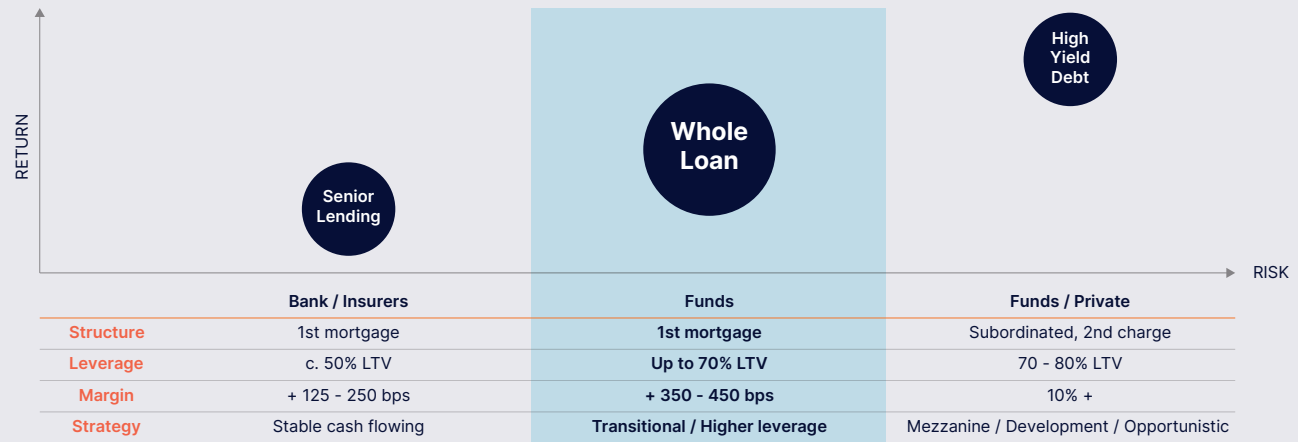 RETURN
High
Yield
Debt
Whole
Loan
Senior
Lending
RISK
Bank / Insurers Funds Funds / Private
Structure 1st mortgage 1st mortgage Subordinated, 2nd charge
Leverage c. 50% LTV Up to 70% LTV 70 - 80% LTV
Margin + 125 - 250 bps + 350 - 450 bps 10% +
Strategy Stable cash flowing Transitional / Higher leverage Mezzanine / Development / Opportunistic